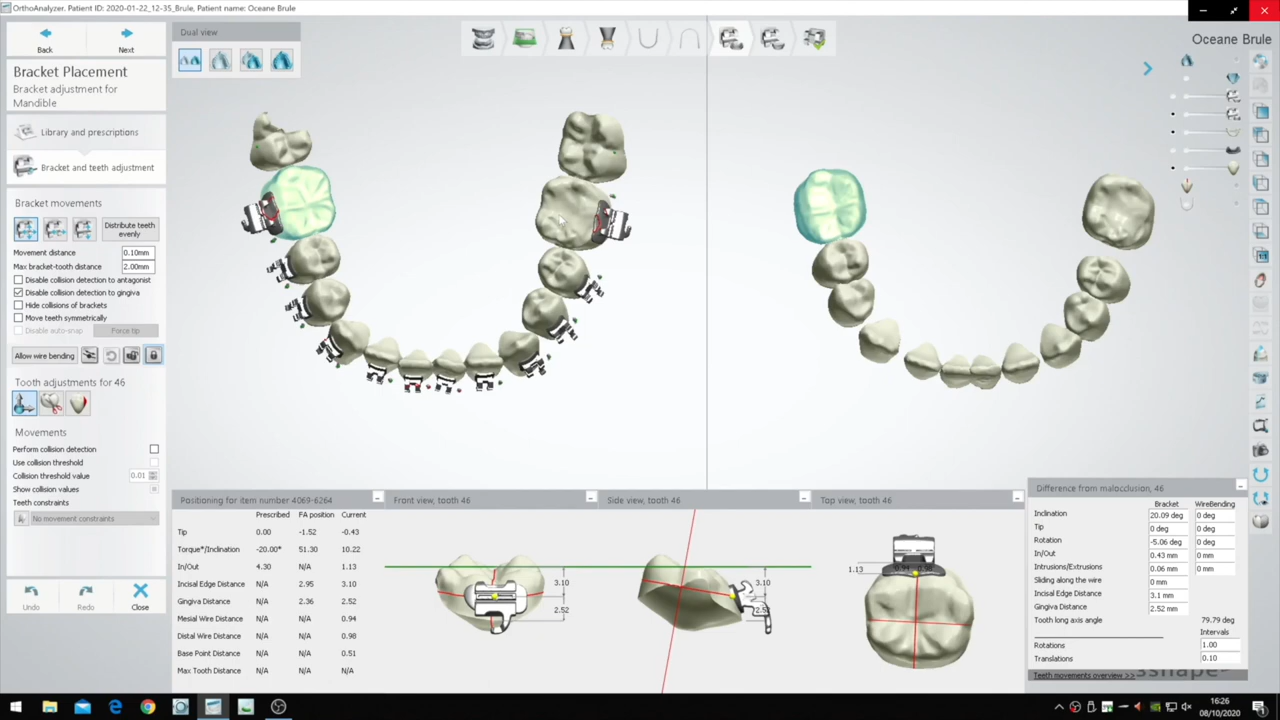 OrthoAnalyzer. Patient ID: 2020-01-22_12-35_Brule, Patient name: Oceane Brule
Back
Next
Dual view
Oceane Brule
Bracket Placement
Bracket adjustment for
Mandible
Library and prescriptions
Bracket and teeth adjustment
Bracket movements
Distribute teeth
evenly
Movement distance 0.10mm
Max bracket-tooth distance 2.00mm
Disable collision detection to antagonist
Disable collision detection to gingiva
Hide collisions of brackets
Move teeth symmetrically
Disable auto-snap Force tip
Allow wire bending
Tooth adjustments for 46
Movements
Perform collision detection
Use collision threshold
Collision threshold value 0.01
Show collision values
Teeth constraints
No movement constraints
Undo
Redo
Close
Positioning for item number 4069-6264
Prescribed FA position Current
Tip 0.00 -1.52 -0.43
Torque*/Inclination -20.00* 51.30 10.22
In/Out 4.30 N/A 1.13
Incisal Edge Distance N/A 2.95 3.10
Gingiva Distance N/A 2.36 2.52
Mesial Wire Distance N/A N/A 0.94
Distal Wire Distance N/A N/A 0.98
Base Point Distance N/A N/A 0.51
Max Tooth Distance N/A N/A
Front view, tooth 46
3.10
2.52
Side view, tooth 46
3.10
2.52
Top view, tooth 46
1.13
0.94 0.98
Difference from malocclusion, 46
Bracket WireBending
Inclination 20.09 deg 0 deg
Tip 0 deg 0 deg
Rotation -5.06 deg 0 deg
In/Out 0.43 mm 0 mm
Intrusions/Extrusions 0.06 mm 0 mm
Sliding along the wire 0 mm
Incisal Edge Distance 3.1 mm
Gingiva Distance 2.52 mm
Tooth long axis angle 79.79 deg
Intervals
Rotations 1.00
Translations 0.10
Teeth movements overview >>
3shape
16:26
08/10/2020